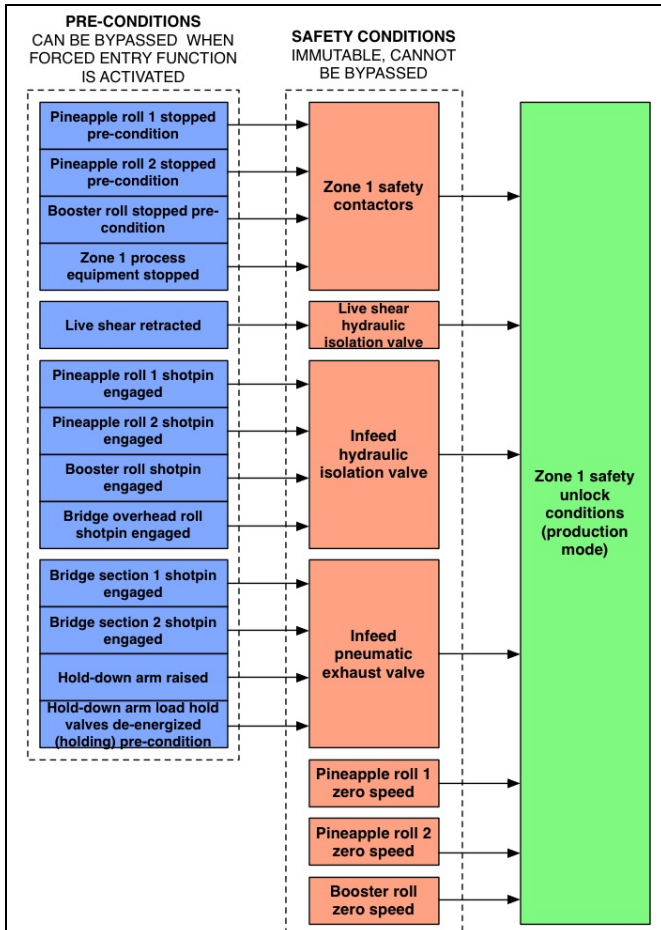 PRE-CONDITIONS
CAN BE BYPASSED WHEN
FORCED ENTRY FUNCTION
IS ACTIVATED
SAFETY CONDITIONS
IMMUTABLE, CANNOT
BE BYPASSED
Pineapple roll 1 stopped
pre-condition
Pineapple roll 2 stopped
pre-condition
Booster roll stopped pre-
condition
Zone 1 process
equipment stopped
Zone 1 safety
contactors
Live shear retracted
Live shear
hydraulic
isolation valve
Pineapple roll 1 shotpin
engaged
Pineapple roll 2 shotpin
engaged
Booster roll shotpin
engaged
Bridge overhead roll
shotpin engaged
Infeed
hydraulic
isolation valve
Bridge section 1 shotpin
engaged
Bridge section 2 shotpin
engaged
Hold-down arm raised
Hold-down arm load hold
valves de-energized
(holding) pre-condition
Infeed
pneumatic
exhaust valve
Pineapple roll 1
zero speed
Pineapple roll 2
zero speed
Booster roll
zero speed
Zone 1 safety
unlock
conditions
(production
mode)